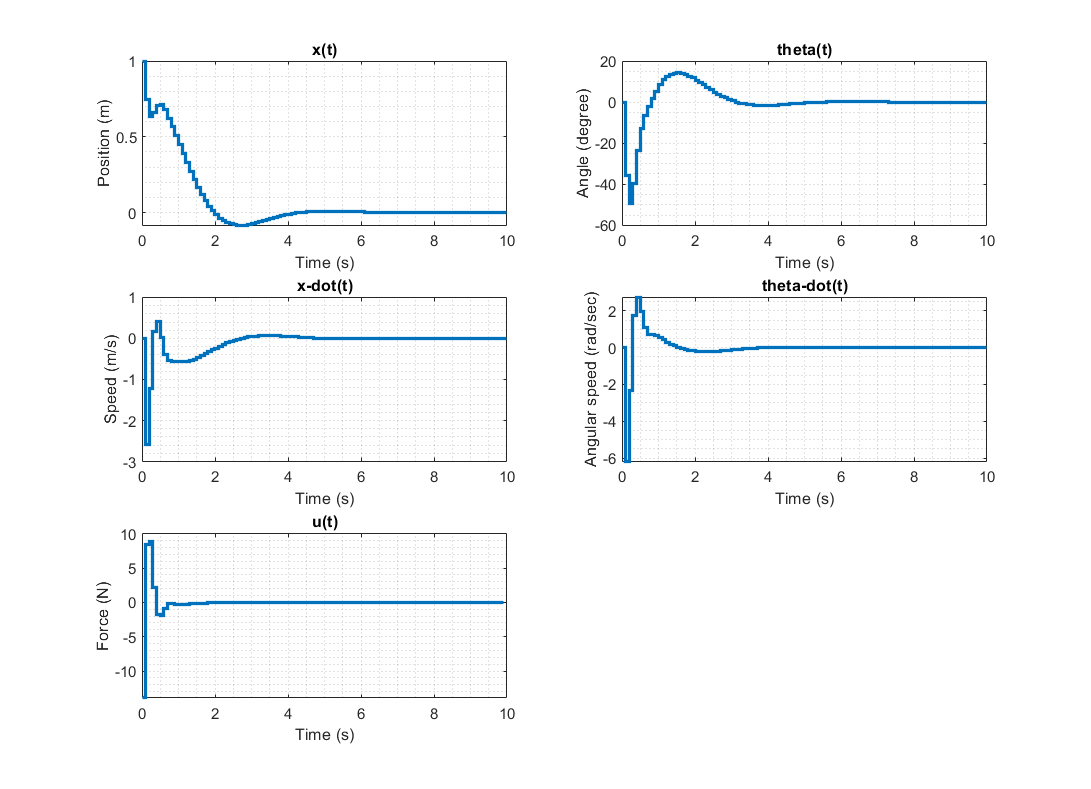 x(t)
Position (m)
1
0.5
0
0 2 4 6 8 10
Time (s)
theta(t)
Angle (degree)
20
0
-20
-40
-60
0 2 4 6 8 10
Time (s)
x-dot(t)
Speed (m/s)
1
0
-1
-2
-3
0 2 4 6 8 10
Time (s)
theta-dot(t)
Angular speed (rad/sec)
2
0
-2
-4
-6
0 2 4 6 8 10
Time (s)
u(t)
Force (N)
10
5
0
-5
-10
0 2 4 6 8 10
Time (s)